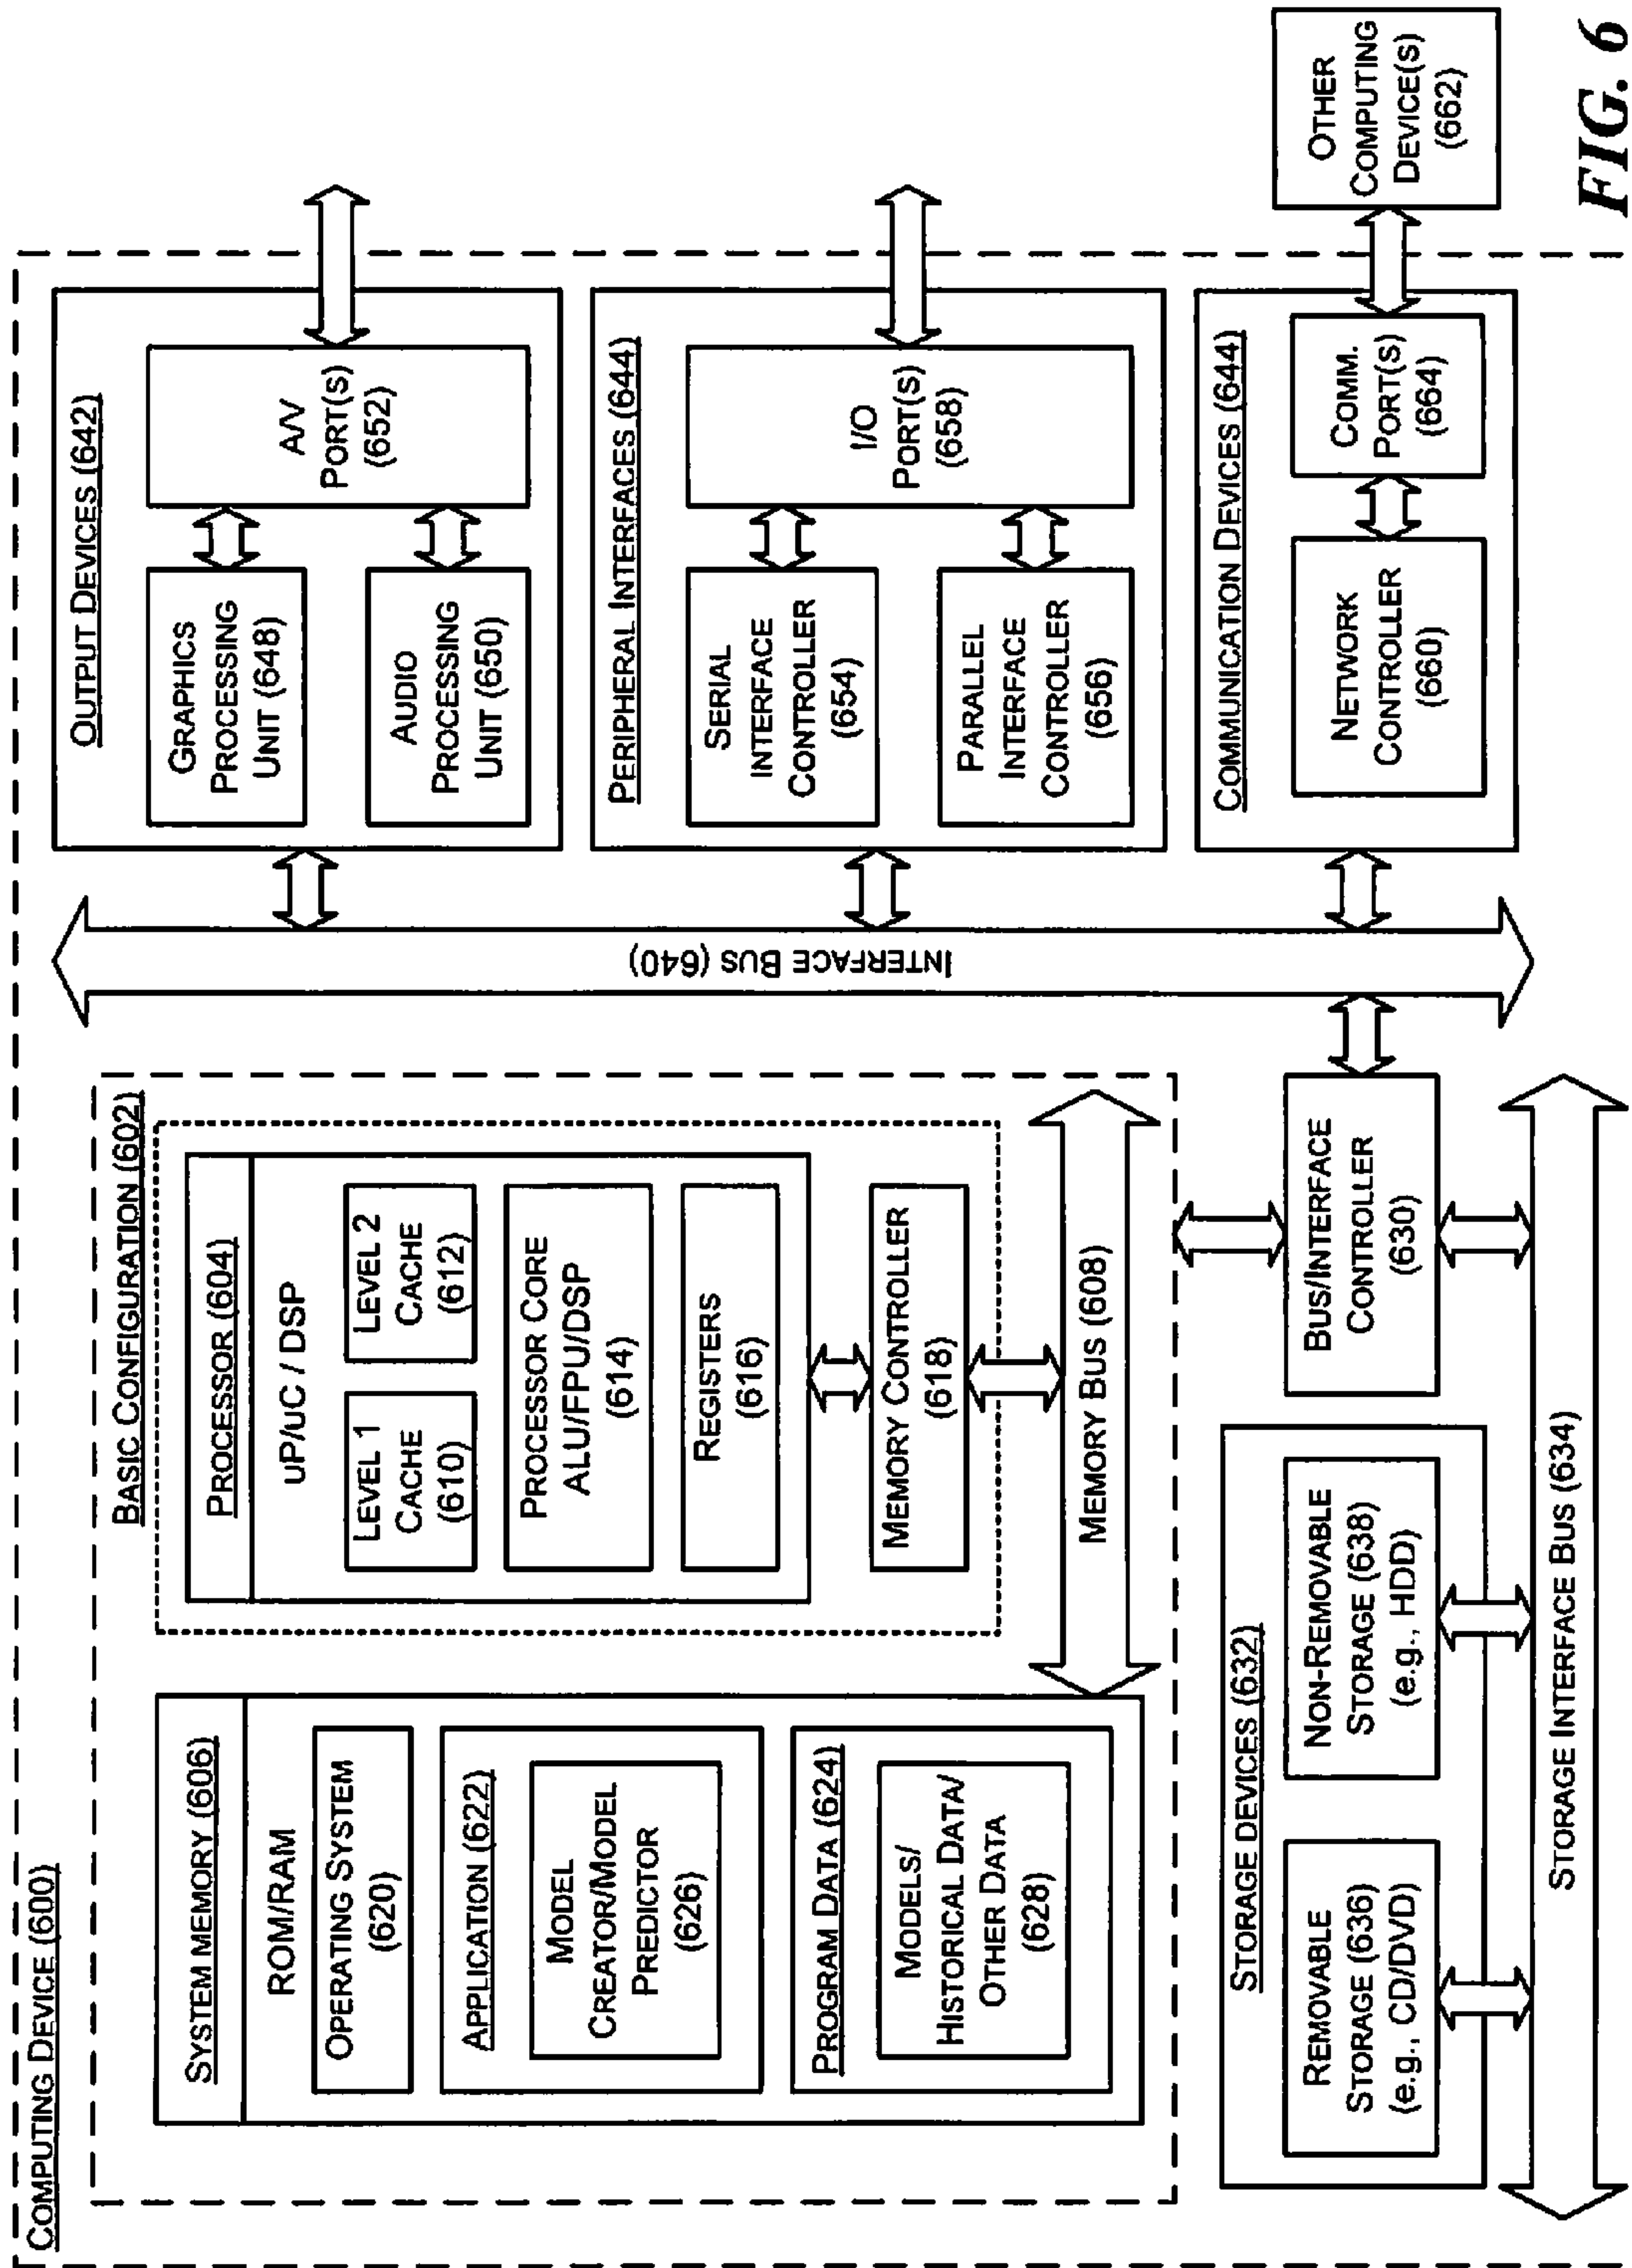 COMPUTING DEVICE (600)
BASIC CONFIGURATION (602)
SYSTEM MEMORY (606)
ROM/RAM
OPERATING SYSTEM
(620)
APPLICATION (622)
MODEL
CREATOR/MODEL
PREDICTOR
(626)
PROGRAM DATA (624)
MODELS/
HISTORICAL DATA/
OTHER DATA
(628)
PROCESSOR (604)
uP/uC / DSP
LEVEL 1
CACHE
(610)
LEVEL 2
CACHE
(612)
PROCESSOR CORE
ALU/FPU/DSP
(614)
REGISTERS
(616)
MEMORY CONTROLLER
(618)
MEMORY BUS (608)
STORAGE DEVICES (632)
REMOVABLE
STORAGE (636)
(e.g., CD/DVD)
NON-REMOVABLE
STORAGE (638)
(e.g., HDD)
BUS/INTERFACE
CONTROLLER
(630)
STORAGE INTERFACE BUS (634)
INTERFACE BUS (640)
OUTPUT DEVICES (642)
GRAPHICS
PROCESSING
UNIT (648)
AUDIO
PROCESSING
UNIT (650)
A/V
PORT(S)
(652)
PERIPHERAL INTERFACES (644)
SERIAL
INTERFACE
CONTROLLER
(654)
PARALLEL
INTERFACE
CONTROLLER
(656)
I/O
PORT(S)
(658)
COMMUNICATION DEVICES (644)
NETWORK
CONTROLLER
(660)
COMM.
PORT(S)
(664)
OTHER
COMPUTING
DEVICE(S)
(662)
FIG. 6